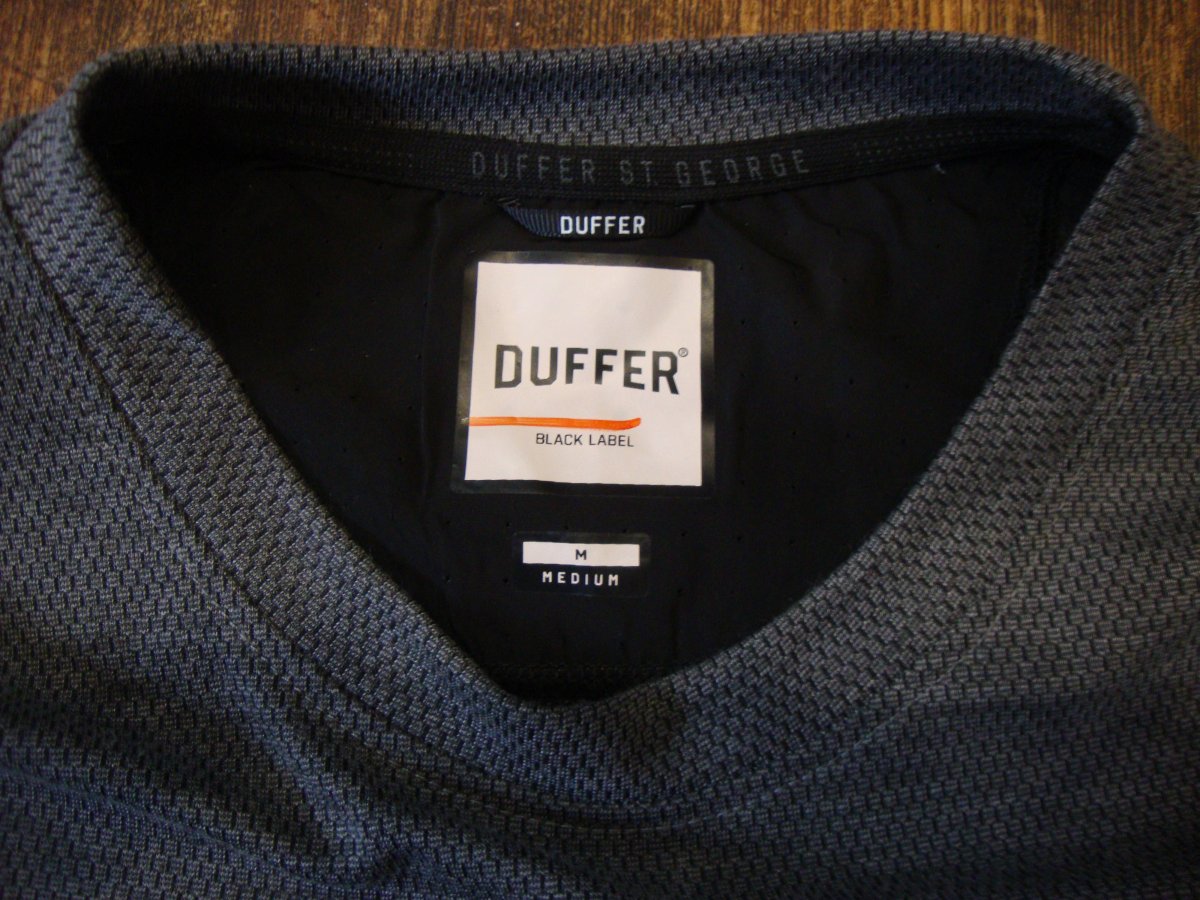 DUFFER ST. GEORGE
DUFFER
DUFFER®
BLACK LABEL
M
MEDIUM